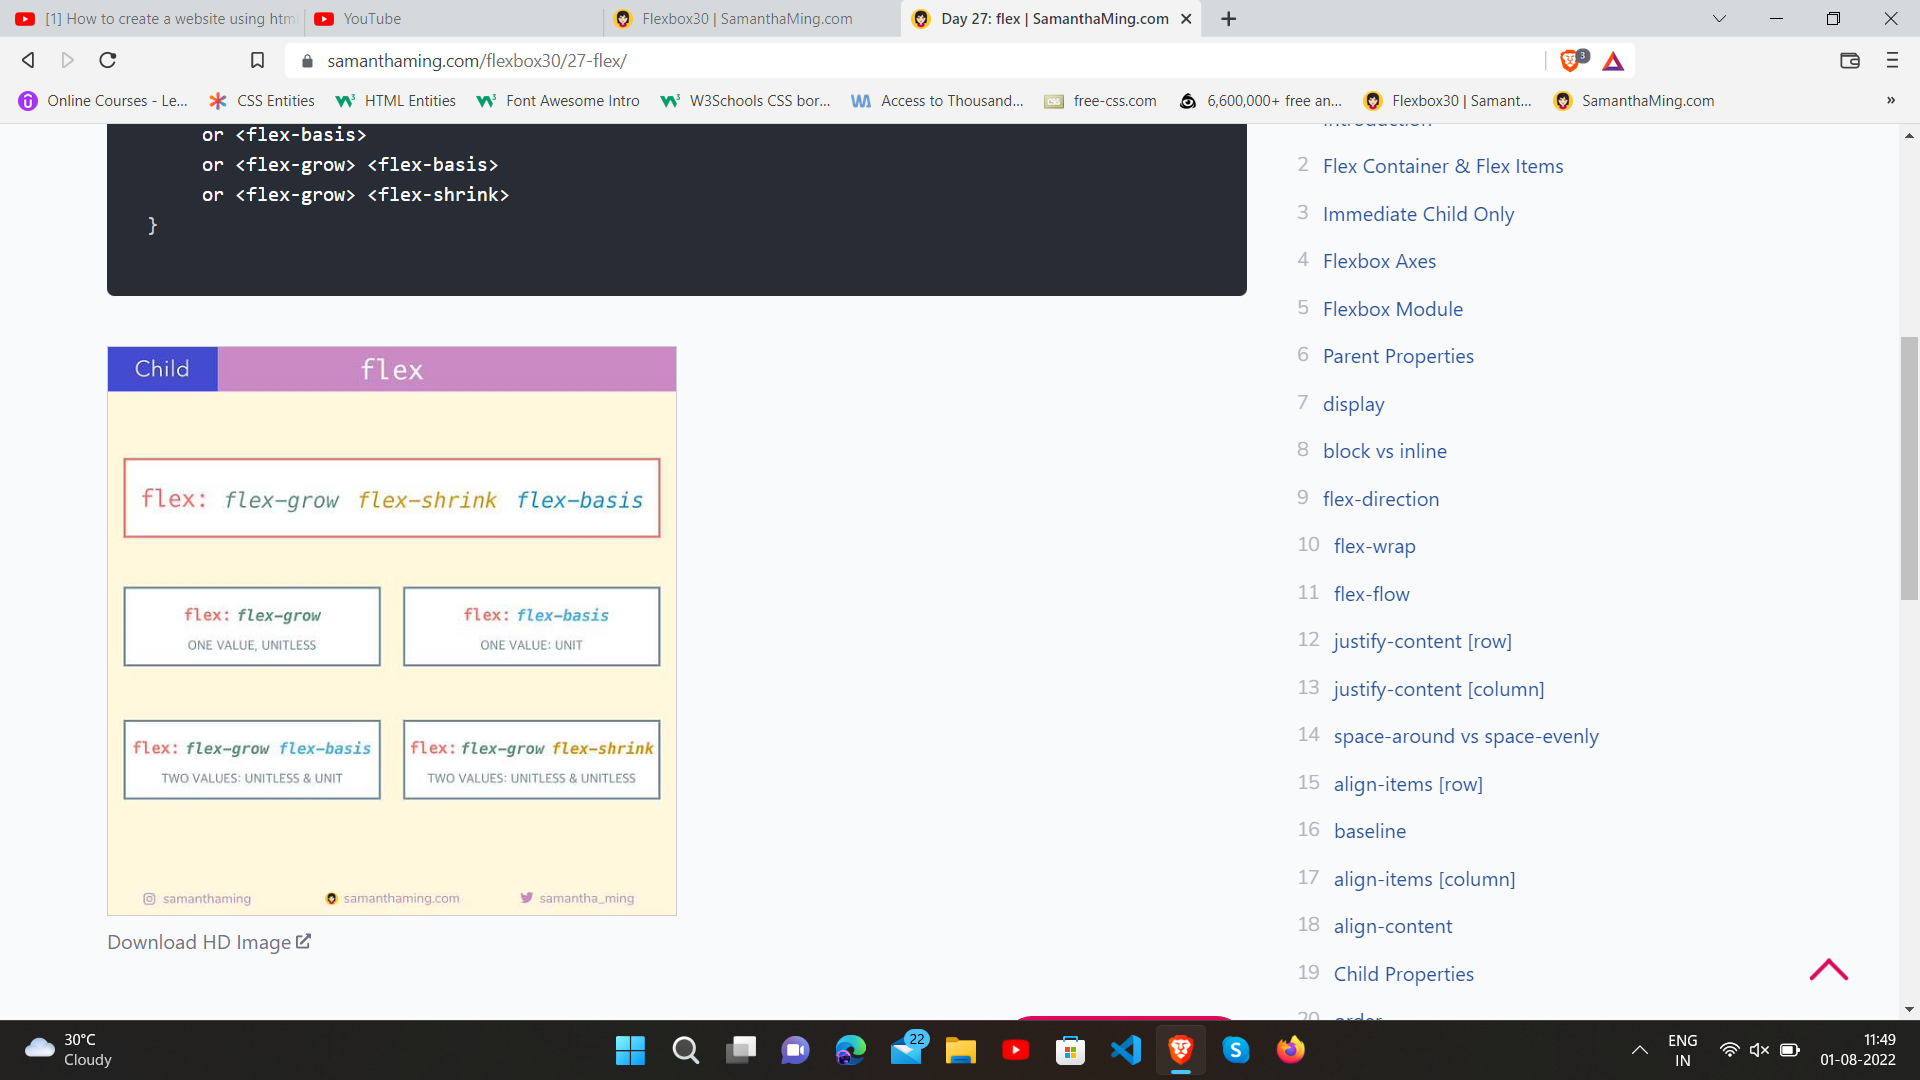 [1] How to create a website using htm
YouTube
Flexbox30 | SamanthaMing.com
Day 27: flex | SamanthaMing.com
samanthaming.com/flexbox30/27-flex/
3
Online Courses - Le...
CSS Entities
HTML Entities
Font Awesome Intro
W3Schools CSS bor...
Access to Thousand...
CSS
free-css.com
6,600,000+ free an...
Flexbox30 | Samant...
SamanthaMing.com
»
or <flex-basis>
or <flex-grow> <flex-basis>
or <flex-grow> <flex-shrink>
}
Child
flex
flex: flex-grow flex-shrink flex-basis
flex: flex-grow
ONE VALUE, UNITLESS
flex: flex-basis
ONE VALUE: UNIT
flex: flex-grow flex-basis
TWO VALUES: UNITLESS & UNIT
flex: flex-grow flex-shrink
TWO VALUES: UNITLESS & UNITLESS
samanthaming
samanthaming.com
samantha_ming
Download HD Image
Introduction
2 Flex Container & Flex Items
3 Immediate Child Only
4 Flexbox Axes
5 Flexbox Module
6 Parent Properties
7 display
8 block vs inline
9 flex-direction
10 flex-wrap
11 flex-flow
12 justify-content [row]
13 justify-content [column]
14 space-around vs space-evenly
15 align-items [row]
16 baseline
17 align-items [column]
18 align-content
19 Child Properties
20 order
30°C
Cloudy
22
ENG
IN
11:49
01-08-2022